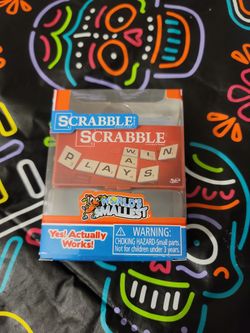 SCRABBLE
SCRABBLE
WIN
WAYS
PLAYS
WORLD'S
SMALLEST
Yes! Actually
Works!
WARNING:
CHOKING HAZARD-Small parts.
Not for children under 3 years.